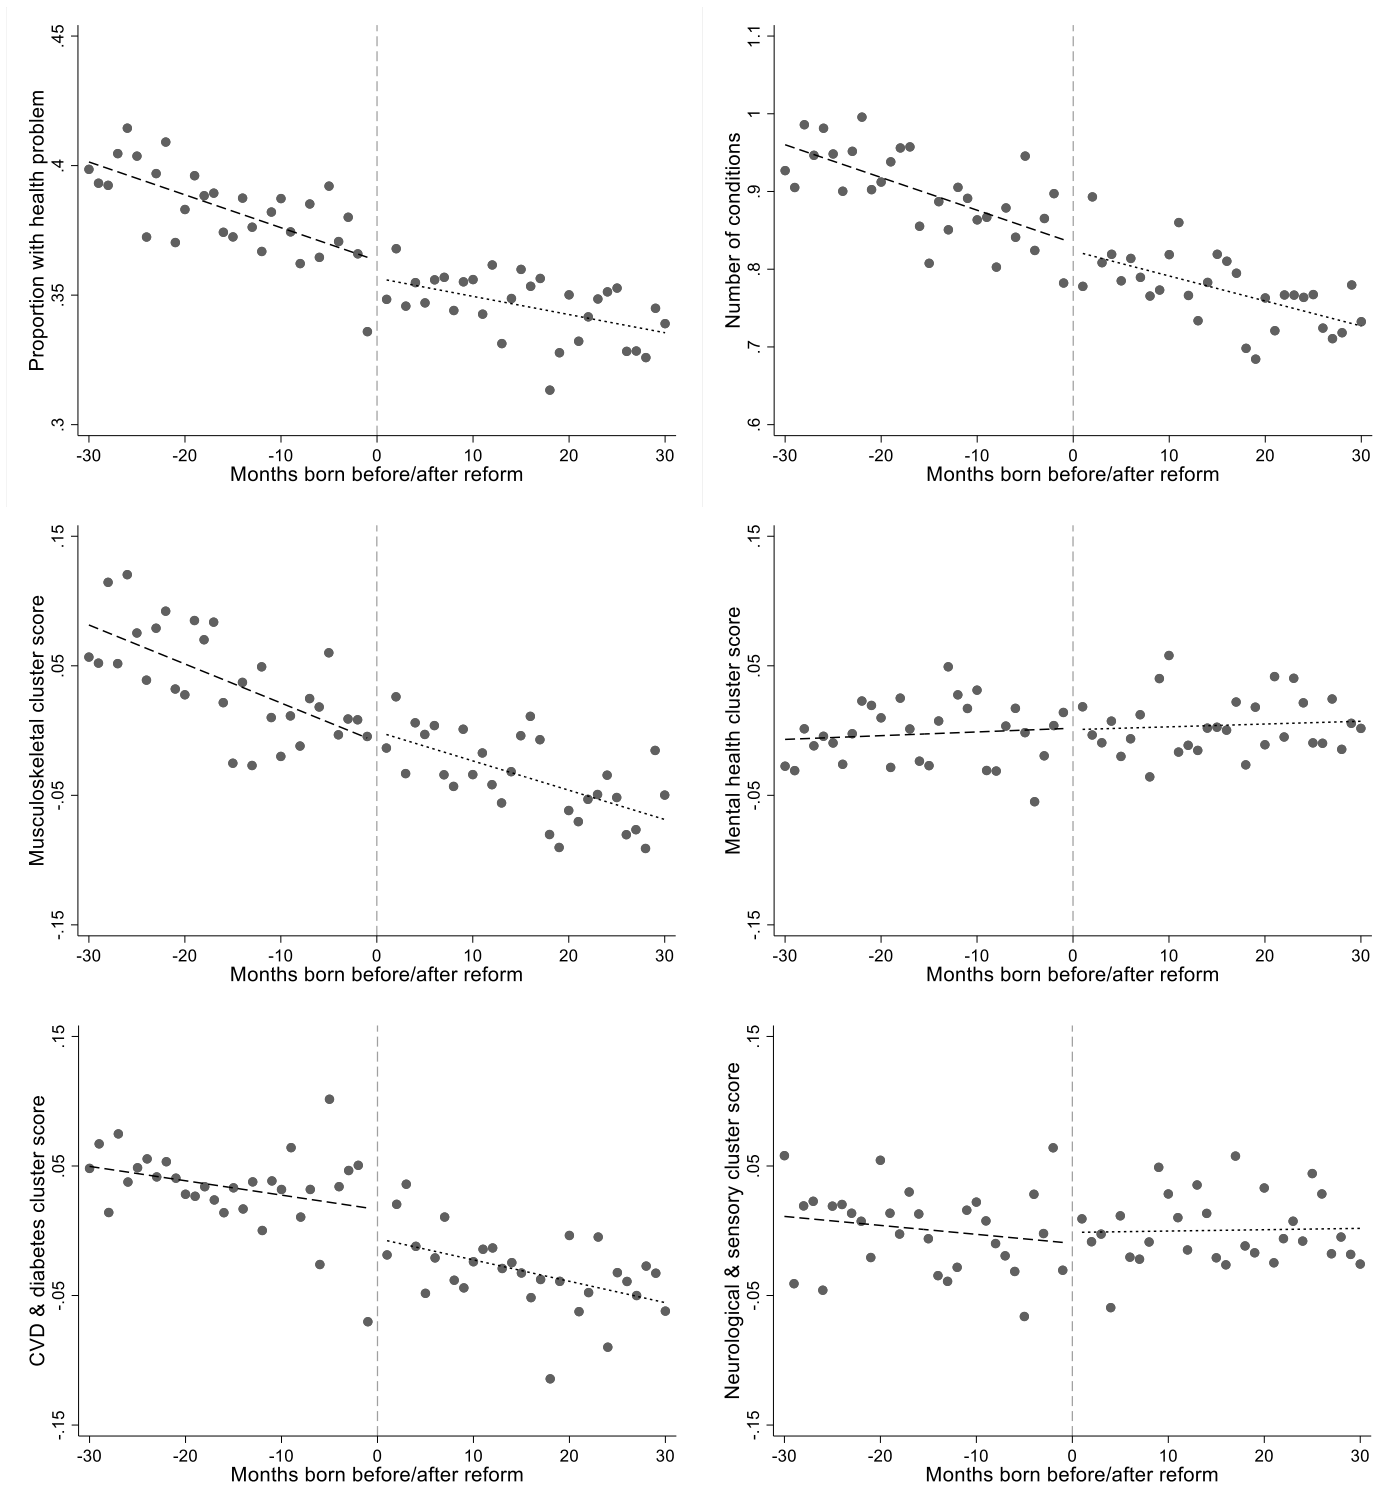 Proportion with health problem
.45
.4
.35
.3
-30 -20 -10 0 10 20 30
Months born before/after reform
Number of conditions
1.1
1
.9
.8
.7
.6
-30 -20 -10 0 10 20 30
Months born before/after reform
Musculoskeletal cluster score
.15
.05
-.05
-.15
-30 -20 -10 0 10 20 30
Months born before/after reform
Mental health cluster score
.15
.05
-.05
-.15
-30 -20 -10 0 10 20 30
Months born before/after reform
CVD & diabetes cluster score
.15
.05
-.05
-.15
-30 -20 -10 0 10 20 30
Months born before/after reform
Neurological & sensory cluster score
.15
.05
-.05
-.15
-30 -20 -10 0 10 20 30
Months born before/after reform